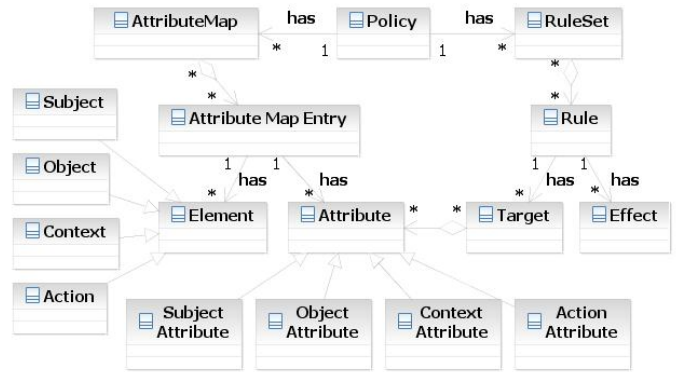 AttributeMap has Policy has RuleSet
* 1 1 *
* *
* *
Subject
Attribute Map Entry Rule
Object
1 1 1 1
* has * has * has * has
Element Attribute * * Target Effect
Context
Action
Subject Attribute
Object Attribute
Context Attribute
Action Attribute